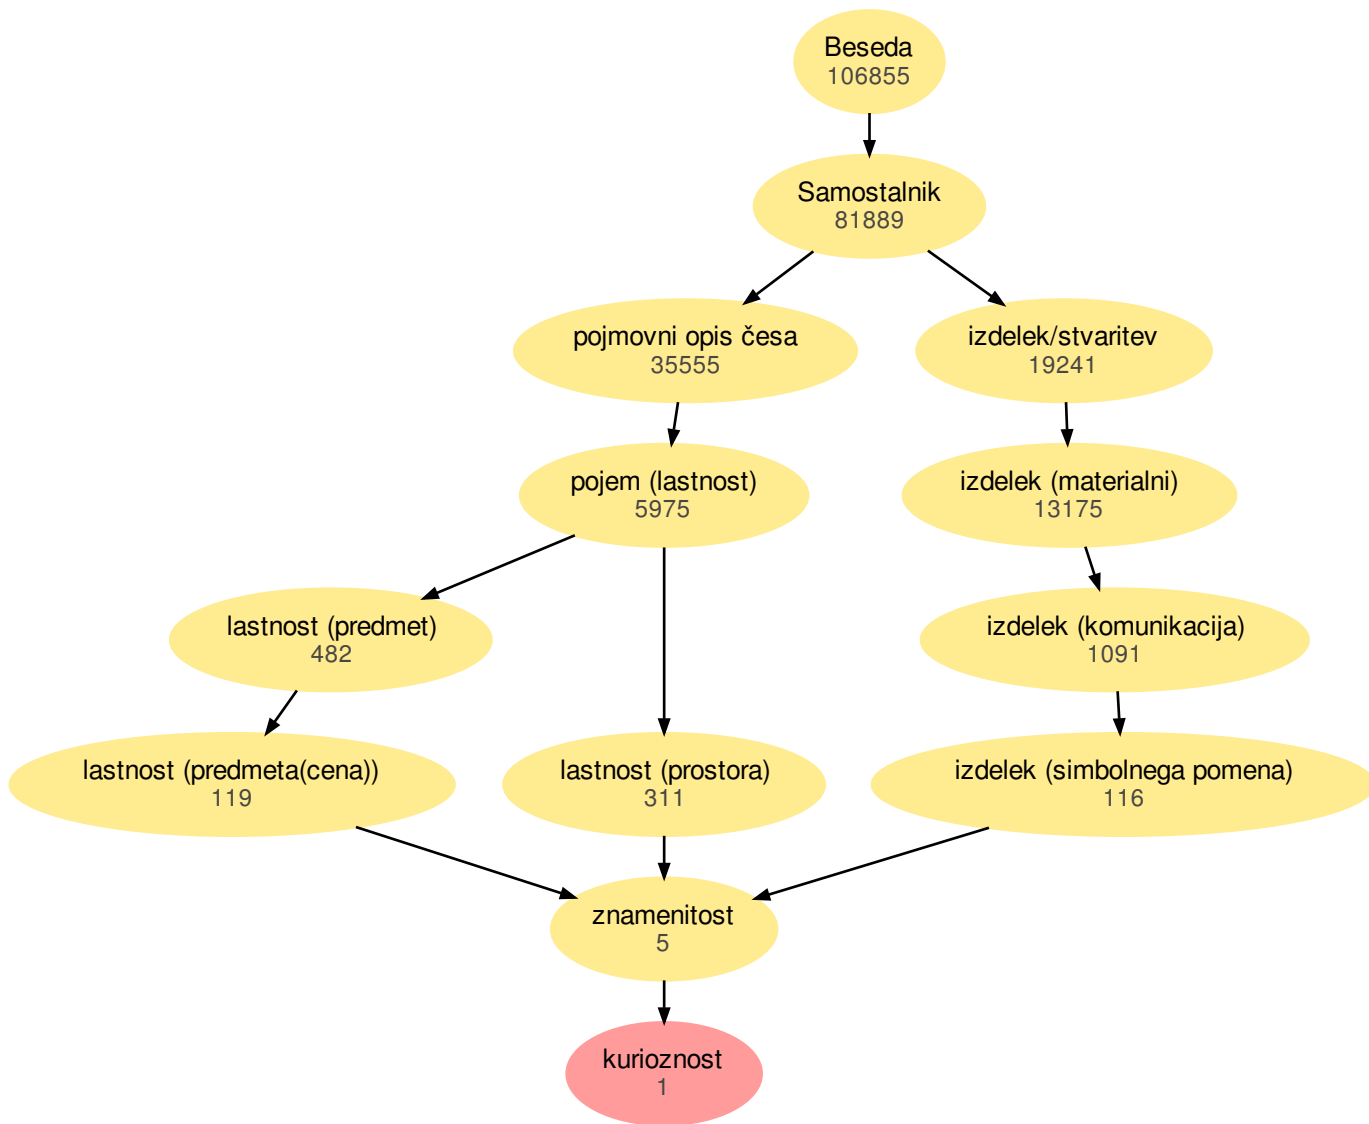 Beseda
106855
Samostalnik
81889
pojmovni opis česa
35555
izdelek/stvaritev
19241
pojem (lastnost)
5975
izdelek (materialni)
13175
lastnost (predmet)
482
izdelek (komunikacija)
1091
lastnost (predmeta(cena))
119
lastnost (prostora)
311
izdelek (simbolnega pomena)
116
znamenitost
5
kurioznost
1